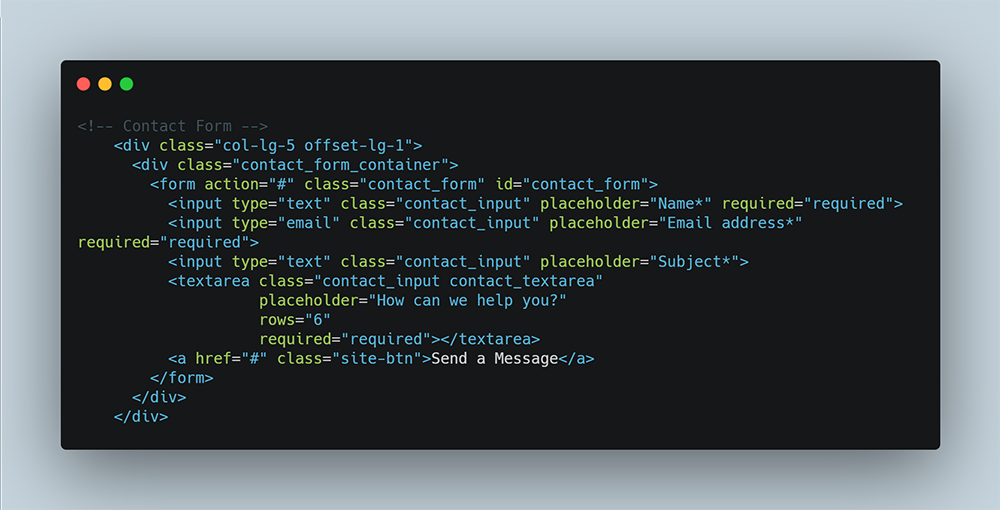 <!-- Contact Form -->
    <div class="col-lg-5 offset-lg-1">
      <div class="contact_form_container">
        <form action="#" class="contact_form" id="contact_form">
          <input type="text" class="contact_input" placeholder="Name*" required="required">
          <input type="email" class="contact_input" placeholder="Email address*"
required="required">
          <input type="text" class="contact_input" placeholder="Subject*">
          <textarea class="contact_input contact_textarea"
                    placeholder="How can we help you?"
                    rows="6"
                    required="required"></textarea>
          <a href="#" class="site-btn">Send a Message</a>
        </form>
      </div>
    </div>